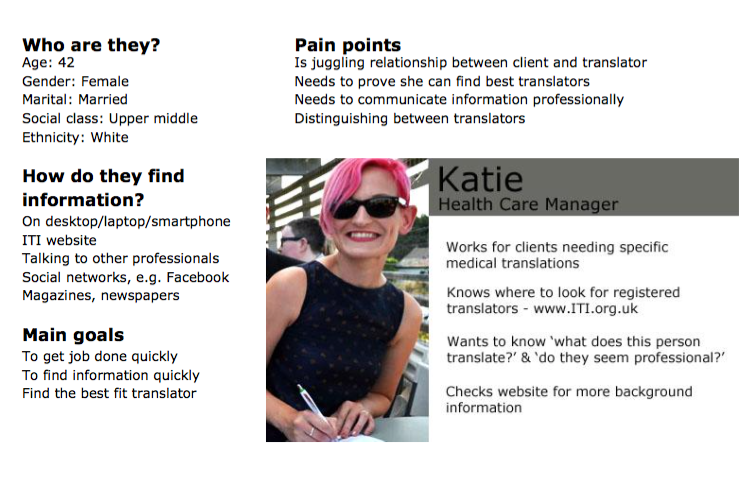 Who are they?
Age: 42
Gender: Female
Marital: Married
Social class: Upper middle
Ethnicity: White
How do they find
information?
On desktop/laptop/smartphone
ITI website
Talking to other professionals
Social networks, e.g. Facebook
Magazines, newspapers
Main goals
To get job done quickly
To find information quickly
Find the best fit translator
Pain points
Is juggling relationship between client and translator
Needs to prove she can find best translators
Needs to communicate information professionally
Distinguishing between translators
Katie
Health Care Manager
Works for clients needing specific
medical translations
Knows where to look for registered
translators - www.ITI.org.uk
Wants to know ‘what does this person
translate?’ & ‘do they seem professional?’
Checks website for more background
information